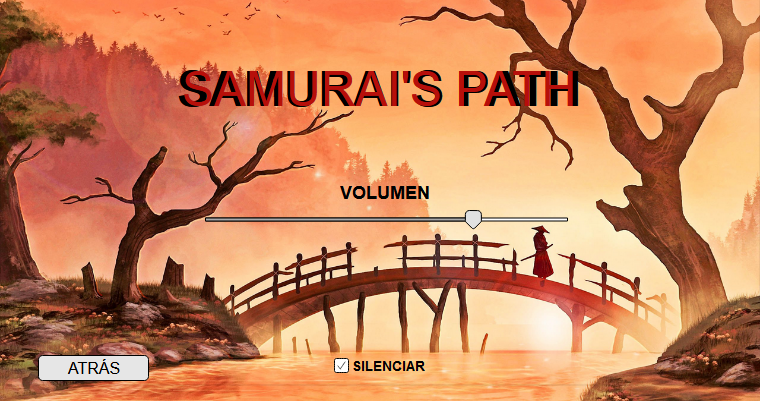 SAMURAI'S PATH
VOLUMEN
ATRÁS
SILENCIAR